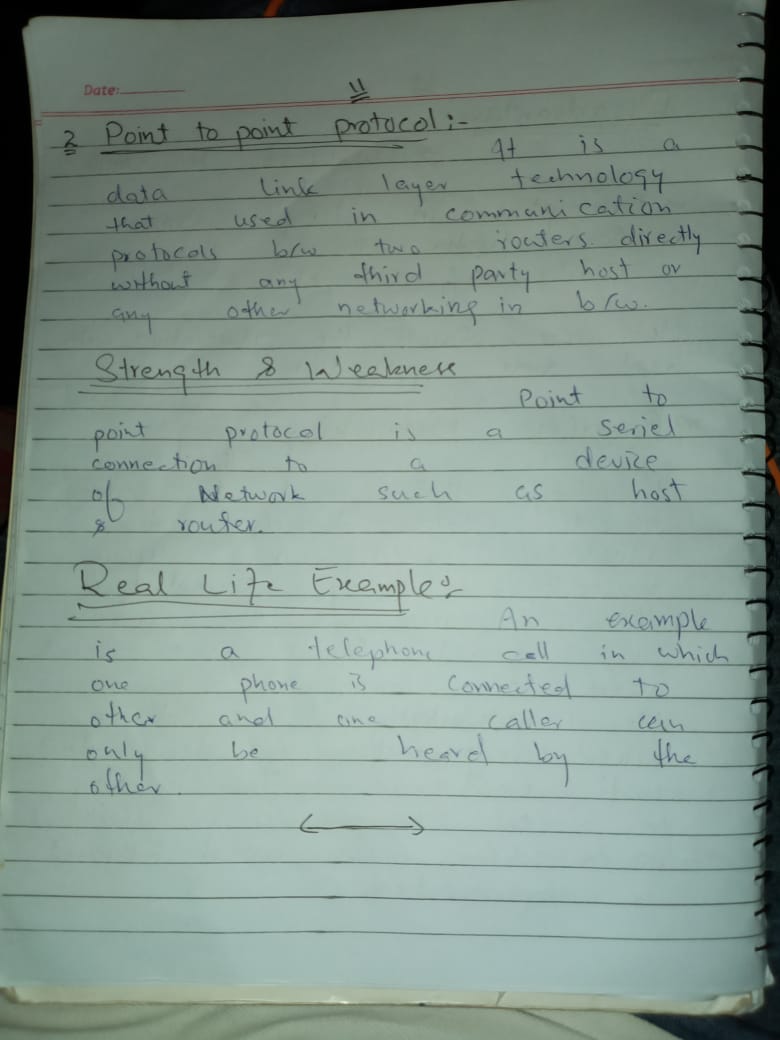 Date:
11
2 Point to point protocol:-
It is a
data link layer technology
that used in communication
protocols b/w two routers directly
without any third party host or
any other networking in b/w.
Strength & Weakness
Point to
point protocol is a seriel
connection to a device
of Network such as host
& router.
Real Life Example:
An example
is a telephone call in which
one phone is connected to
other and one caller can
only be heard by the
other.